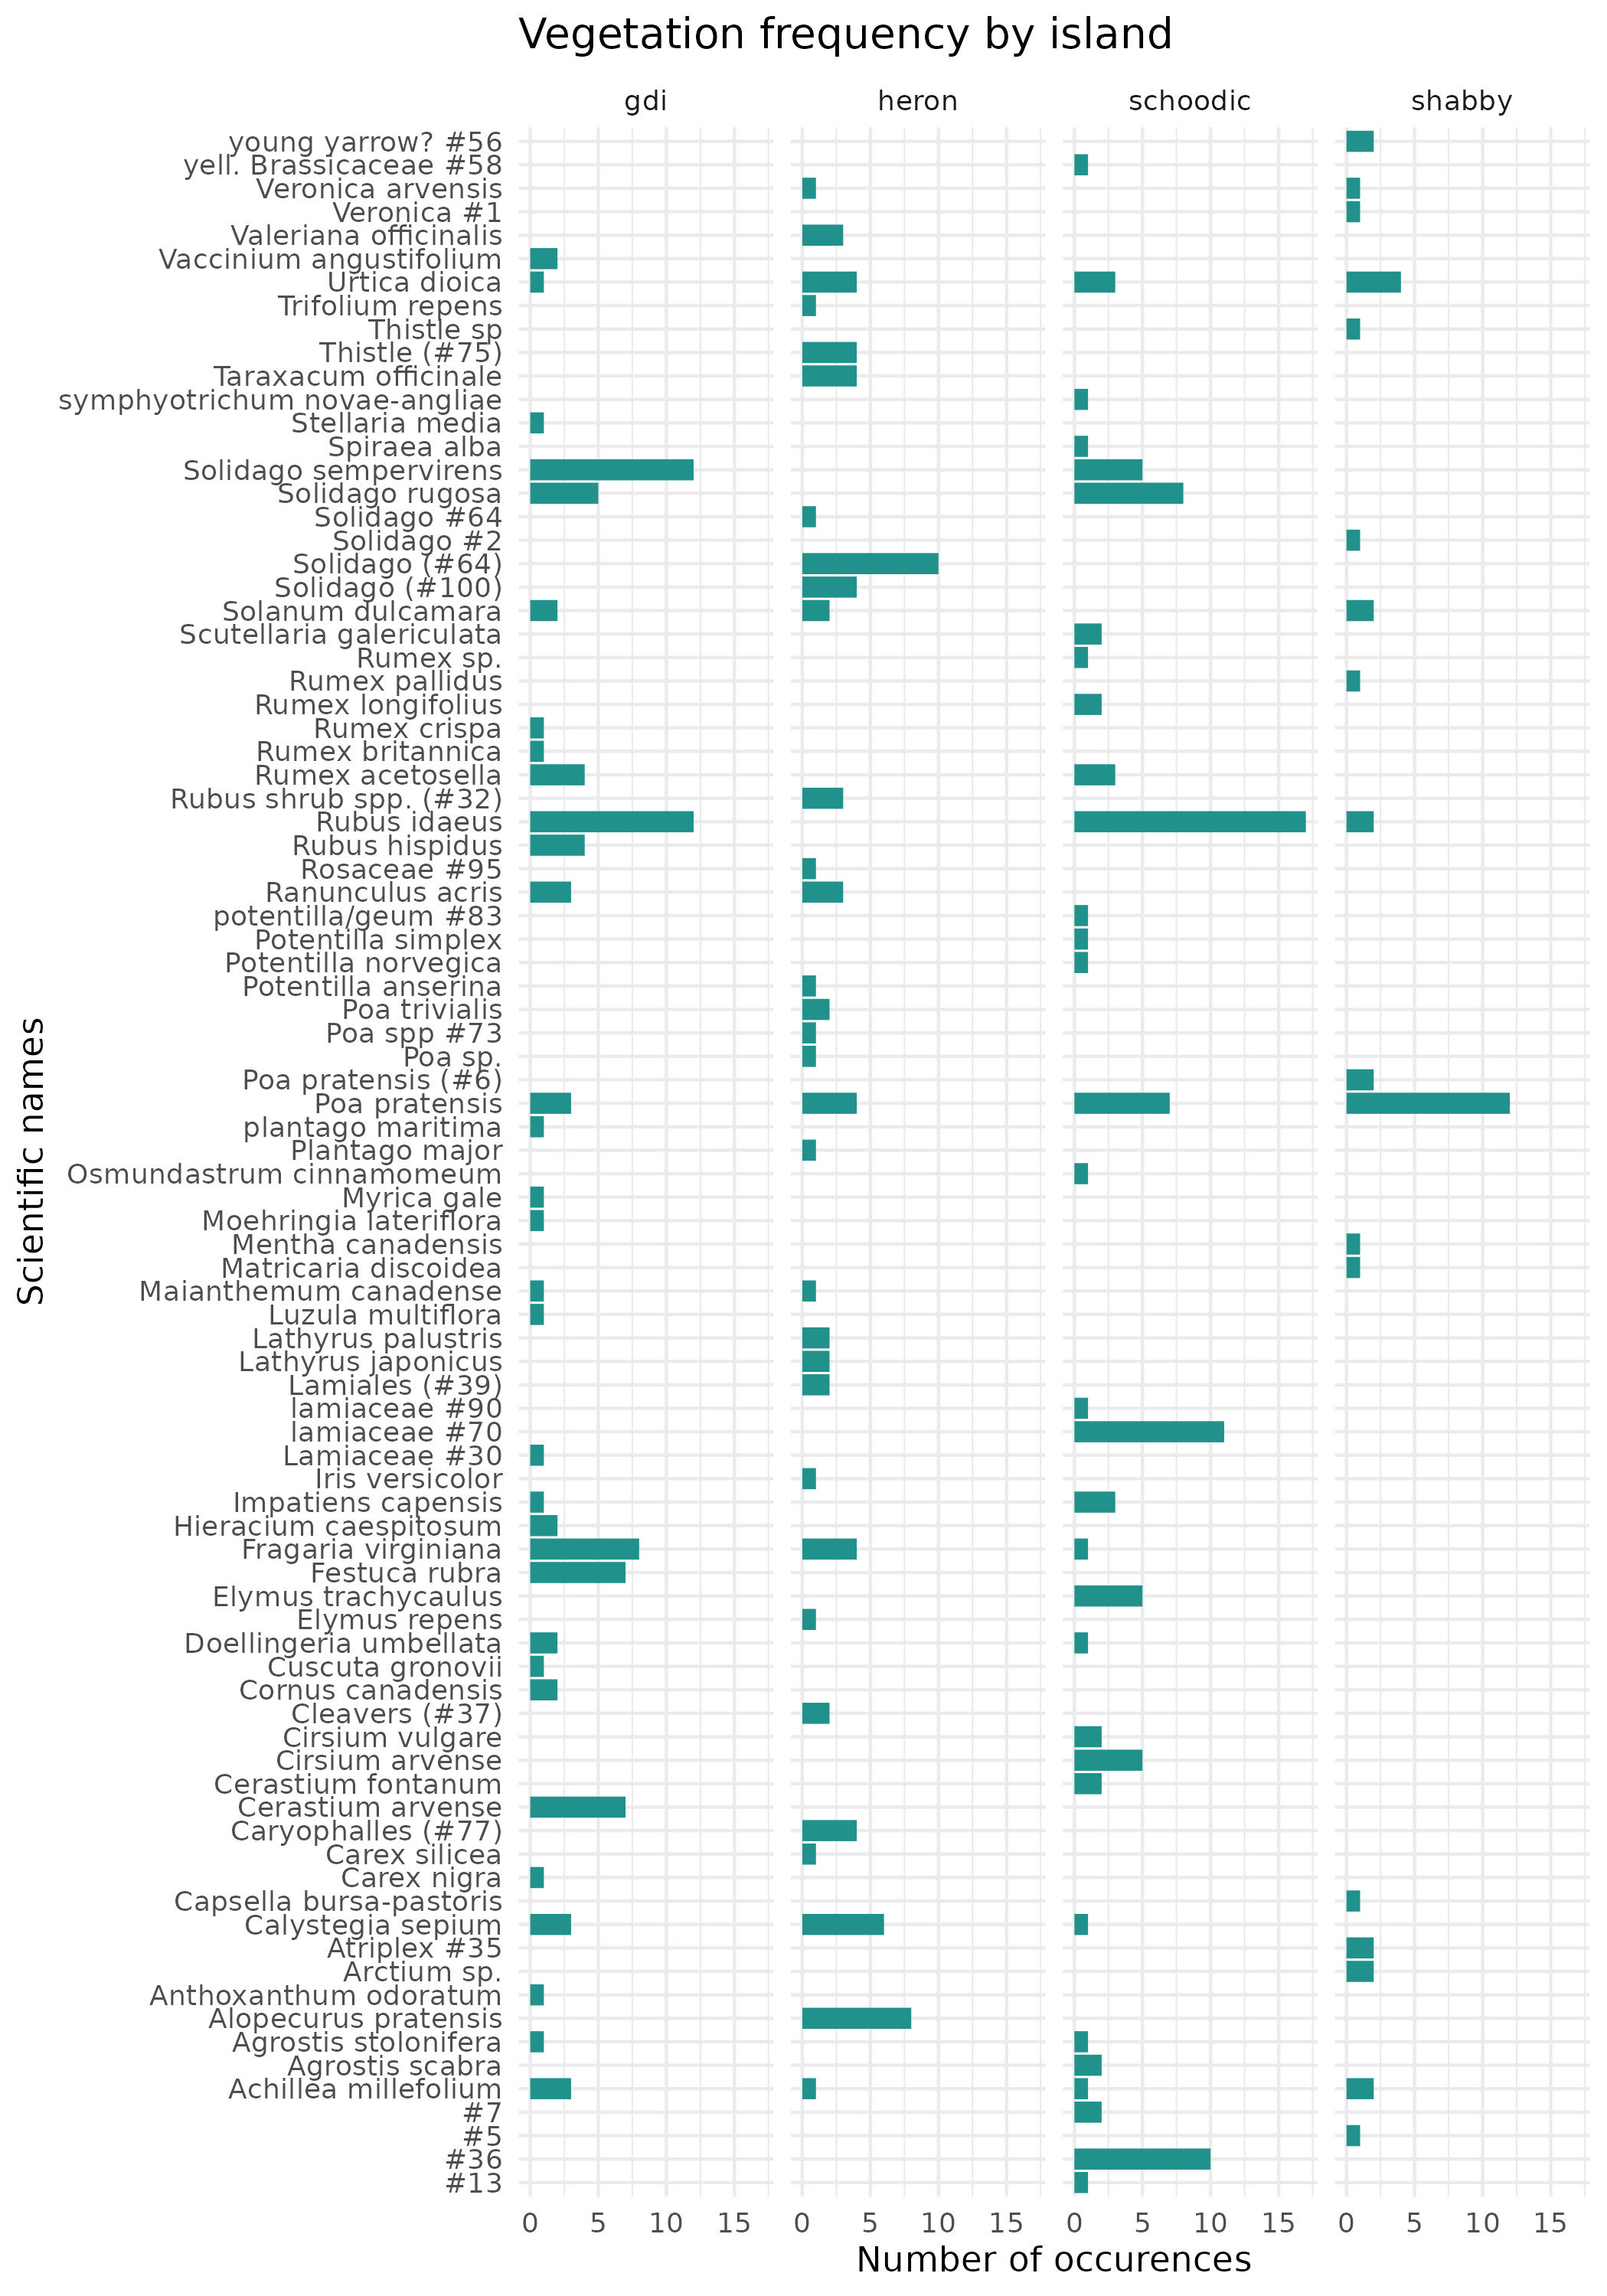 Vegetation frequency by island
gdi heron schoodic shabby
young yarrow? #56
yell. Brassicaceae #58
Veronica arvensis
Veronica #1
Valeriana officinalis
Vaccinium angustifolium
Urtica dioica
Trifolium repens
Thistle sp
Thistle (#75)
Taraxacum officinale
symphyotrichum novae-angliae
Stellaria media
Spiraea alba
Solidago sempervirens
Solidago rugosa
Solidago #64
Solidago #2
Solidago (#64)
Solidago (#100)
Solanum dulcamara
Scutellaria galericulata
Rumex sp.
Rumex pallidus
Rumex longifolius
Rumex crispa
Rumex britannica
Rumex acetosella
Rubus shrub spp. (#32)
Rubus idaeus
Rubus hispidus
Rosaceae #95
Ranunculus acris
potentilla/geum #83
Potentilla simplex
Potentilla norvegica
Potentilla anserina
Poa trivialis
Poa spp #73
Poa sp.
Poa pratensis (#6)
Poa pratensis
plantago maritima
Plantago major
Osmundastrum cinnamomeum
Myrica gale
Moehringia lateriflora
Mentha canadensis
Matricaria discoidea
Maianthemum canadense
Luzula multiflora
Lathyrus palustris
Lathyrus japonicus
Lamiales (#39)
lamiaceae #90
lamiaceae #70
Lamiaceae #30
Iris versicolor
Impatiens capensis
Hieracium caespitosum
Fragaria virginiana
Festuca rubra
Elymus trachycaulus
Elymus repens
Doellingeria umbellata
Cuscuta gronovii
Cornus canadensis
Cleavers (#37)
Cirsium vulgare
Cirsium arvense
Cerastium fontanum
Cerastium arvense
Caryophalles (#77)
Carex silicea
Carex nigra
Capsella bursa-pastoris
Calystegia sepium
Atriplex #35
Arctium sp.
Anthoxanthum odoratum
Alopecurus pratensis
Agrostis stolonifera
Agrostis scabra
Achillea millefolium
#7
#5
#36
#13
Scientific names
0 5 10 15 0 5 10 15 0 5 10 15 0 5 10 15
Number of occurences